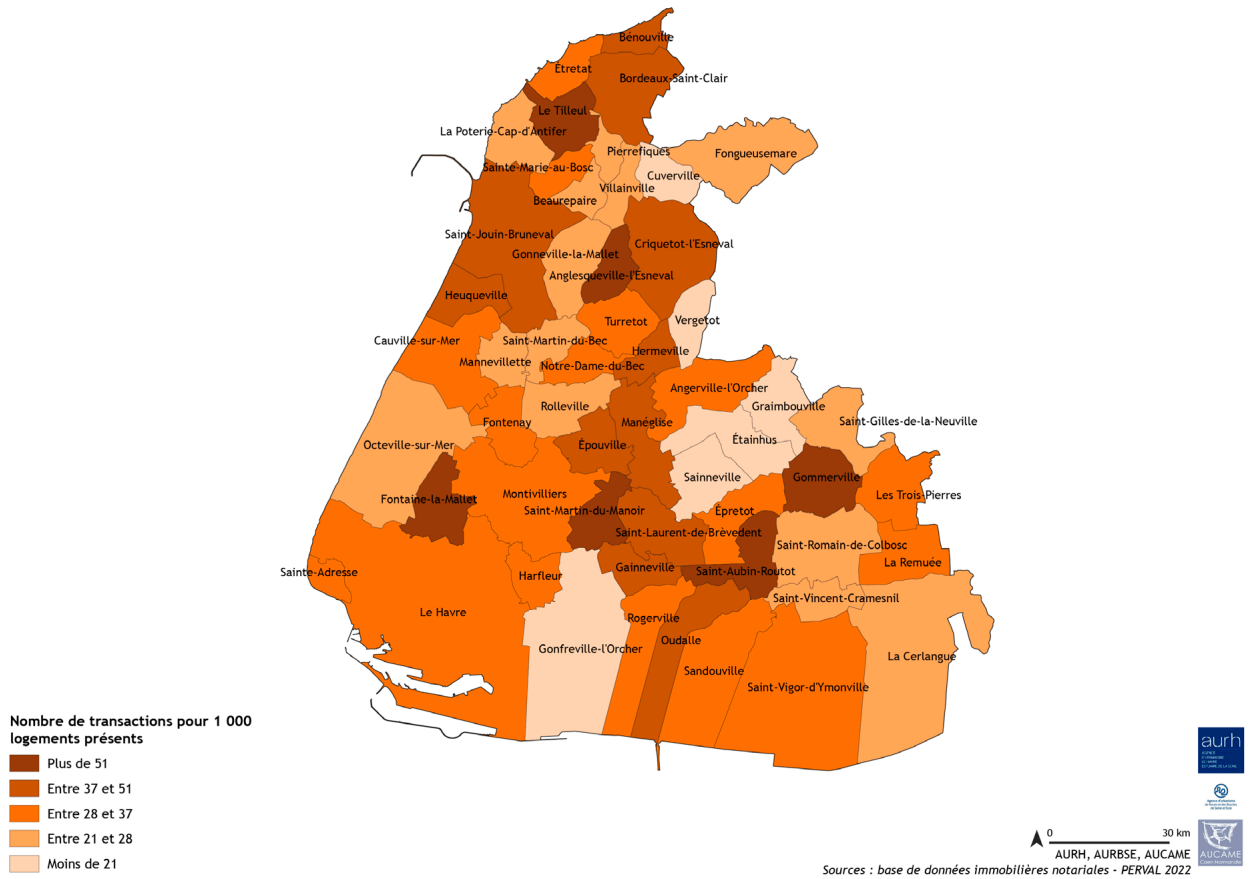 Bénouville
Étretat
Bordeaux-Saint-Clair
Le Tilleul
La Poterie-Cap-d'Antifer
Pierrefiques
Fongueusemare
Sainte-Marie-au-Bosc
Cuverville
Villainville
Beaurepaire
Saint-Jouin-Bruneval
Criquetot-l'Esneval
Gonneville-la-Mallet
Anglesqueville-l'Esneval
Heuqueville
Turretot
Vergetot
Cauville-sur-Mer
Saint-Martin-du-Bec
Hermeville
Mannevillette
Notre-Dame-du-Bec
Angerville-l'Orcher
Rolleville
Graimbouville
Fontenay
Manéglise
Saint-Gilles-de-la-Neuville
Octeville-sur-Mer
Épouville
Étainhus
Sainneville
Gommerville
Fontaine-la-Mallet
Montivilliers
Les Trois-Pierres
Saint-Martin-du-Manoir
Épretot
Saint-Laurent-de-Brèvedent
Saint-Romain-de-Colbosc
La Remuée
Sainte-Adresse
Harfleur
Gainneville
Saint-Aubin-Routot
Saint-Vincent-Cramesnil
Le Havre
Rogerville
Oudalle
Gonfreville-l'Orcher
La Cerlangue
Sandouville
Saint-Vigor-d'Ymonville
Nombre de transactions pour 1 000
logements présents
Plus de 51
Entre 37 et 51
Entre 28 et 37
Entre 21 et 28
Moins de 21
aurh
0 30 km
AURH, AURBSE, AUCAME
AUCAME
Caen Normandie
Sources : base de données immobilières notariales - PERVAL 2022